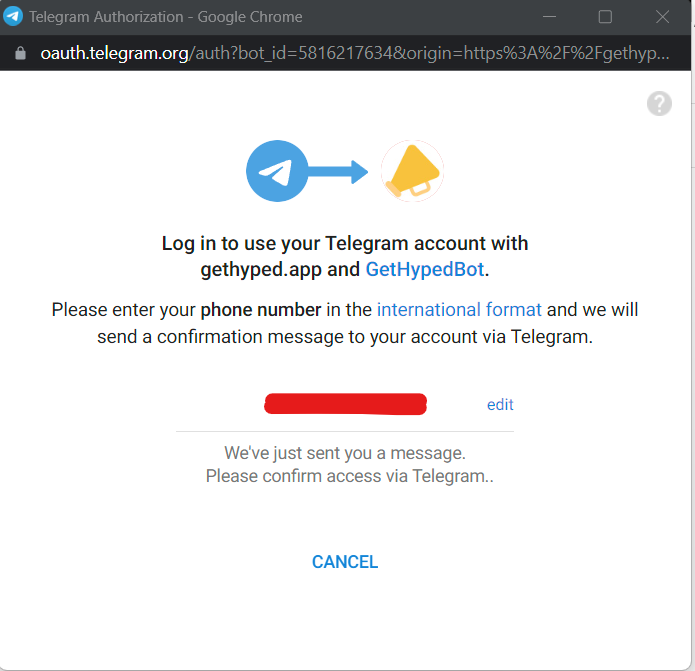 Telegram Authorization - Google Chrome
oauth.telegram.org/auth?bot_id=5816217634&origin=https%3A%2F%2Fgethyp...
?
Log in to use your Telegram account with
gethyped.app and GetHypedBot.
Please enter your phone number in the international format and we will
send a confirmation message to your account via Telegram.
edit
We've just sent you a message.
Please confirm access via Telegram..
CANCEL